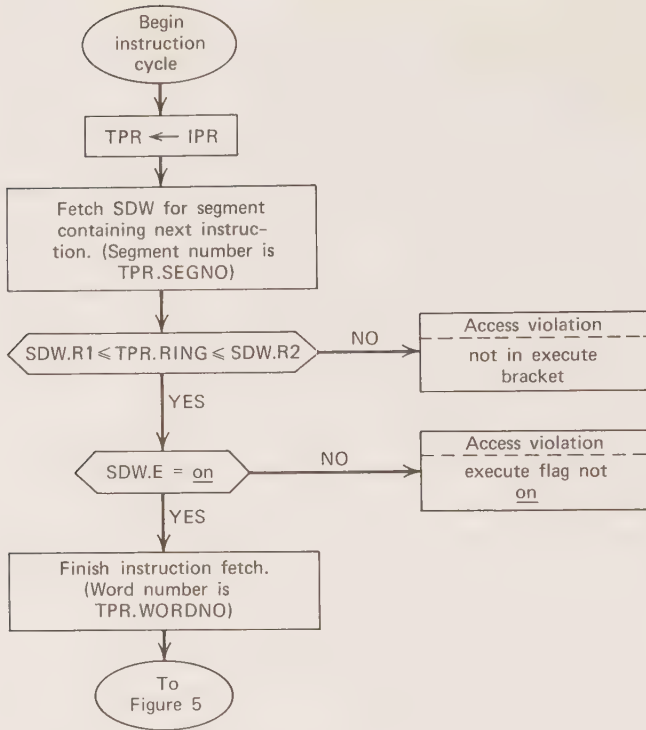 Begin
instruction
cycle
TPR ← IPR
Fetch SDW for segment
containing next instruc-
tion. (Segment number is
TPR.SEGNO)
SDW.R1 ≤ TPR.RING ≤ SDW.R2
NO
Access violation
not in execute
bracket
YES
SDW.E = on
NO
Access violation
execute flag not
on
YES
Finish instruction fetch.
(Word number is
TPR.WORDNO)
To
Figure 5